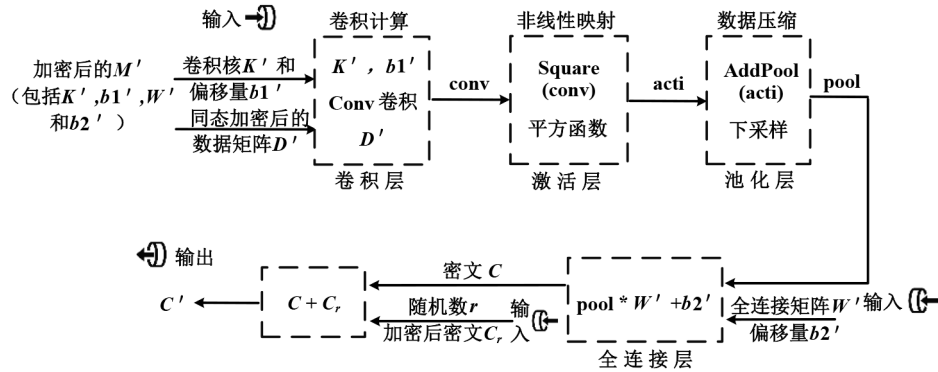 输入
卷积计算
非线性映射
数据压缩
加密后的M′
(包括K′,b1′,W′
和b2′)
卷积核K′和
偏移量b1′
同态加密后的
数据矩阵D′
K′, b1′
Conv卷积
D′
卷积层
conv
Square
(conv)
平方函数
激活层
acti
AddPool
(acti)
下采样
池化层
pool
输出
C′
C + Cr
密文 C
随机数r
加密后密文Cr
输入
pool * W′ +b2′
全连接层
全连接矩阵W′
偏移量b2′
输入